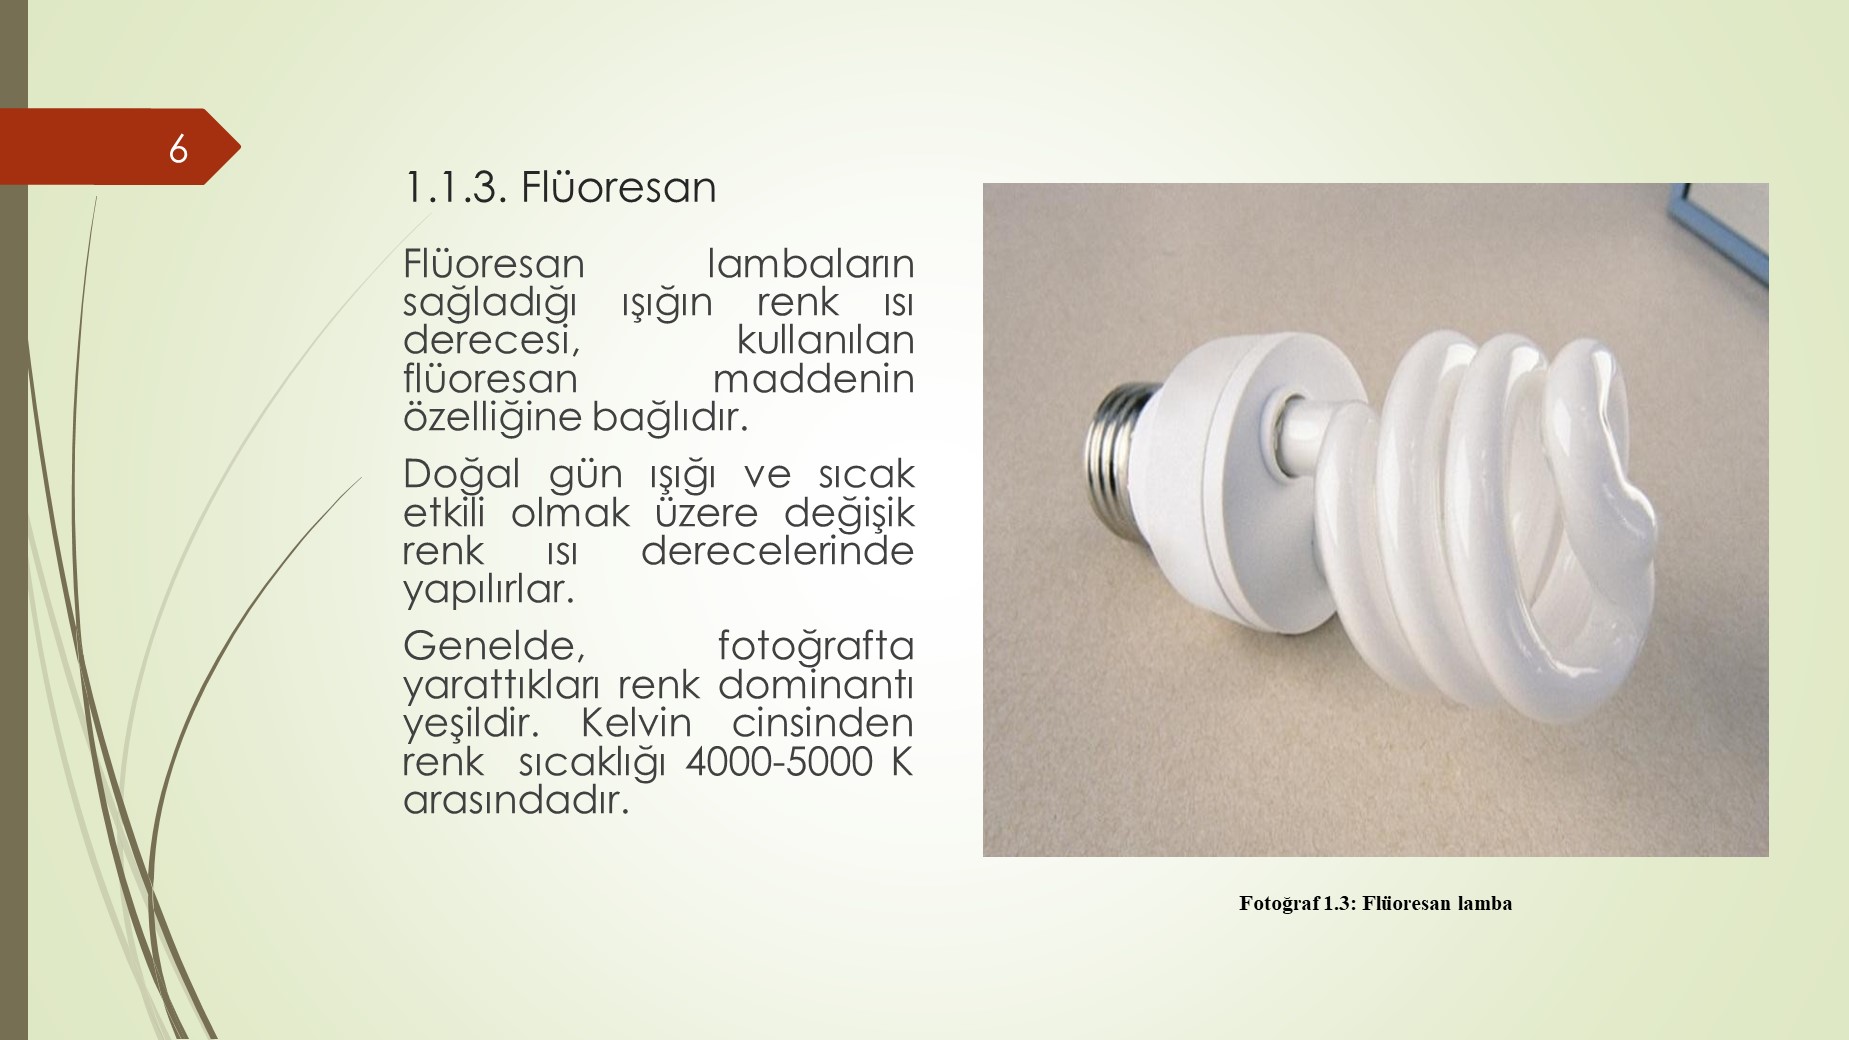 6
1.1.3. Flüoresan
Flüoresan lambaların
sağladığı ışığın renk ısı
derecesi, kullanılan
flüoresan maddenin
özelliğine bağlıdır.
Doğal gün ışığı ve sıcak
etkili olmak üzere değişik
renk ısı derecelerinde
yapılırlar.
Genelde, fotoğrafta
yarattıkları renk dominantı
yeşildir. Kelvin cinsinden
renk sıcaklığı 4000-5000 K
arasındadır.
Fotoğraf 1.3: Flüoresan lamba